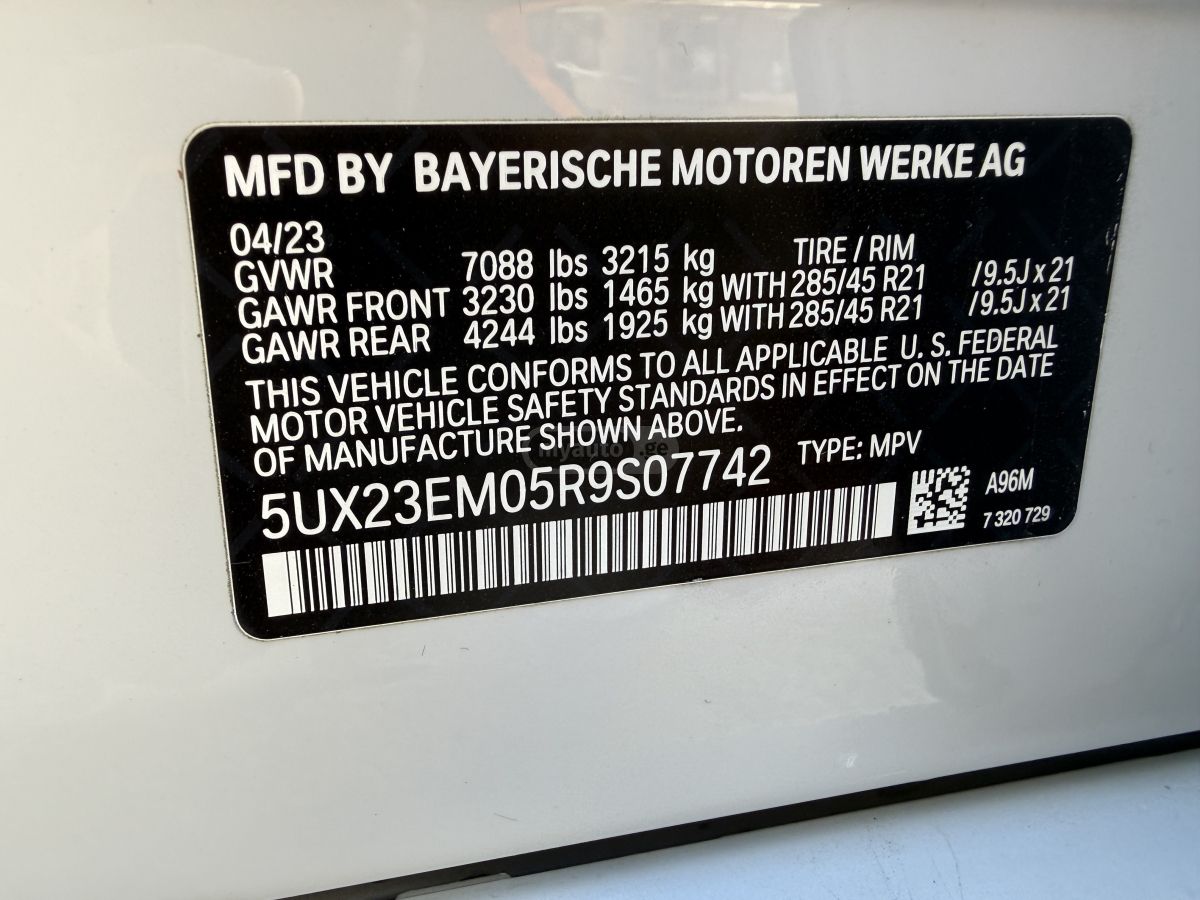 MFD BY BAYERISCHE MOTOREN WERKE AG
04/23
GVWR 7088 lbs 3215 kg TIRE / RIM
GAWR FRONT 3230 lbs 1465 kg WITH 285/45 R21 /9.5J x 21
GAWR REAR 4244 lbs 1925 kg WITH 285/45 R21 /9.5J x 21
THIS VEHICLE CONFORMS TO ALL APPLICABLE U. S. FEDERAL
MOTOR VEHICLE SAFETY STANDARDS IN EFFECT ON THE DATE
OF MANUFACTURE SHOWN ABOVE.
myauto.ge
5UX23EM05R9S07742 TYPE: MPV
A96M
7 320 729